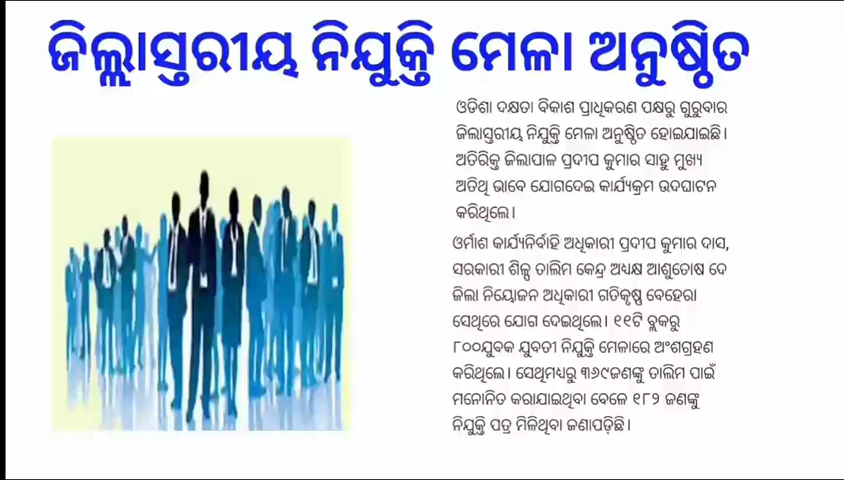 ଜିଲ୍ଲାସ୍ତରୀୟ ନିଯୁକ୍ତି ମେଳା ଅନୁଷ୍ଠିତ
ଓଡିଶା ଦକ୍ଷତା ବିକାଶ ପ୍ରାଧିକରଣ ପକ୍ଷରୁ ଗୁରୁବାର
ଜିଲାସ୍ତରୀୟ ନିଯୁକ୍ତି ମେଳା ଅନୁଷ୍ଠିତ ହୋଇଯାଇଛି।
ଅତିରିକ୍ତ ଜିଲାପାଳ ପ୍ରଦୀପ କୁମାର ସାହୁ ମୁଖ୍ୟ
ଅତିଥି ଭାବେ ଯୋଗଦେଇ କାର୍ଯ୍ୟକ୍ରମ ଉଦଘାଟନ
କରିଥିଲେ।
ଓର୍ମାଶ କାର୍ଯ୍ୟନିର୍ବାହି ଅଧିକାରୀ ପ୍ରଦୀପ କୁମାର ଦାସ,
ସରକାରୀ ଶିଳ୍ପ ତାଲିମ କେନ୍ଦ୍ର ଅଧ୍ୟକ୍ଷ ଆଶୁତୋଷ ଦେ
ଜିଲା ନିୟୋଜନ ଅଧିକାରୀ ଗତିକୃଷ୍ଣ ବେହେରା
ସେଥିରେ ଯୋଗ ଦେଇଥିଲେ। ୧୧ଟି ବ୍ଲକରୁ
୮୦୦ଯୁବକ ଯୁବତୀ ନିଯୁକ୍ତି ମେଳାରେ ଅଂଶଗ୍ରହଣ
କରିଥିଲେ। ସେଥିମଧ୍ୟରୁ ୩୬୯ଜଣଙ୍କୁ ତାଲିମ ପାଇଁ
ମନୋନିତ କରାଯାଇଥିବା ବେଳେ ୧୮୨ ଜଣଙ୍କୁ
ନିଯୁକ୍ତି ପତ୍ର ମିଳିଥିବା ଜଣାପଡ଼ିଛି।